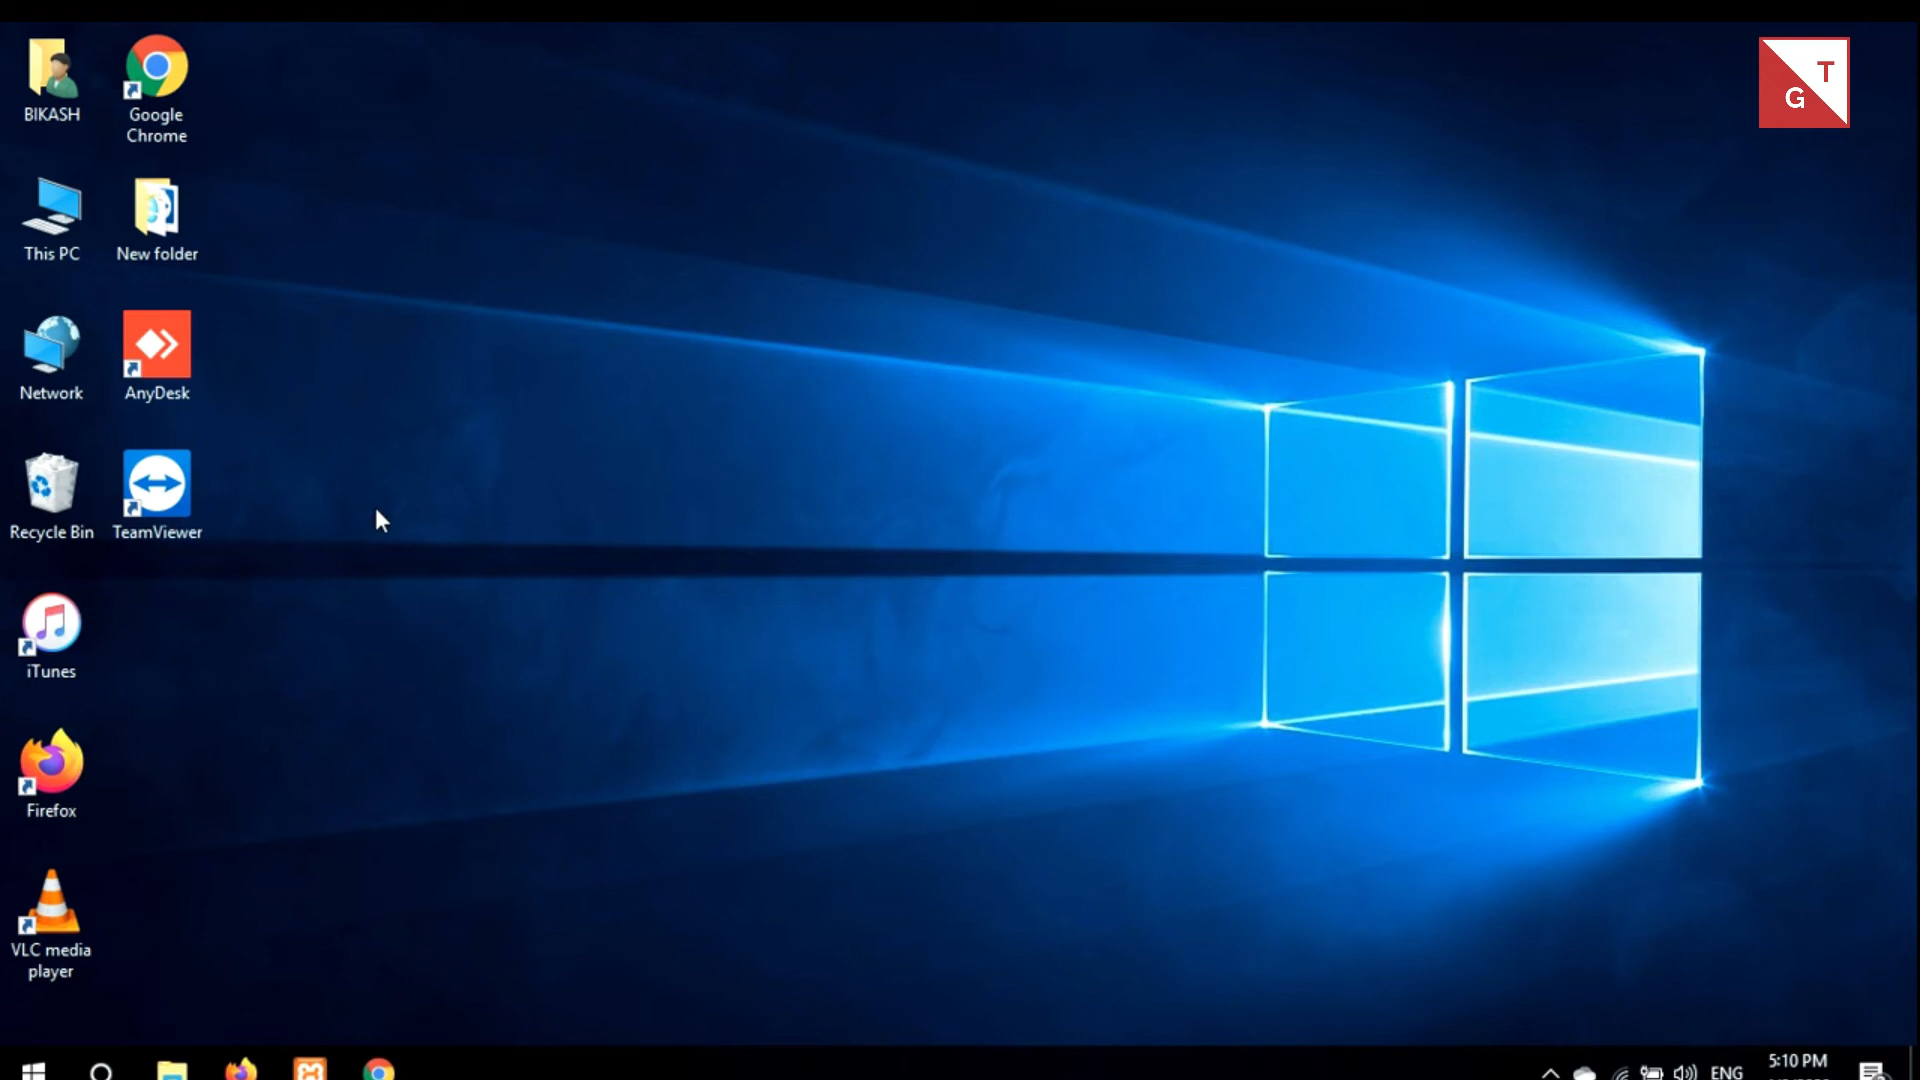 BIKASH
Google
Chrome
This PC
New folder
Network
AnyDesk
Recycle Bin
TeamViewer
iTunes
Firefox
VLC media
player
T
G
ENG
5:10 PM